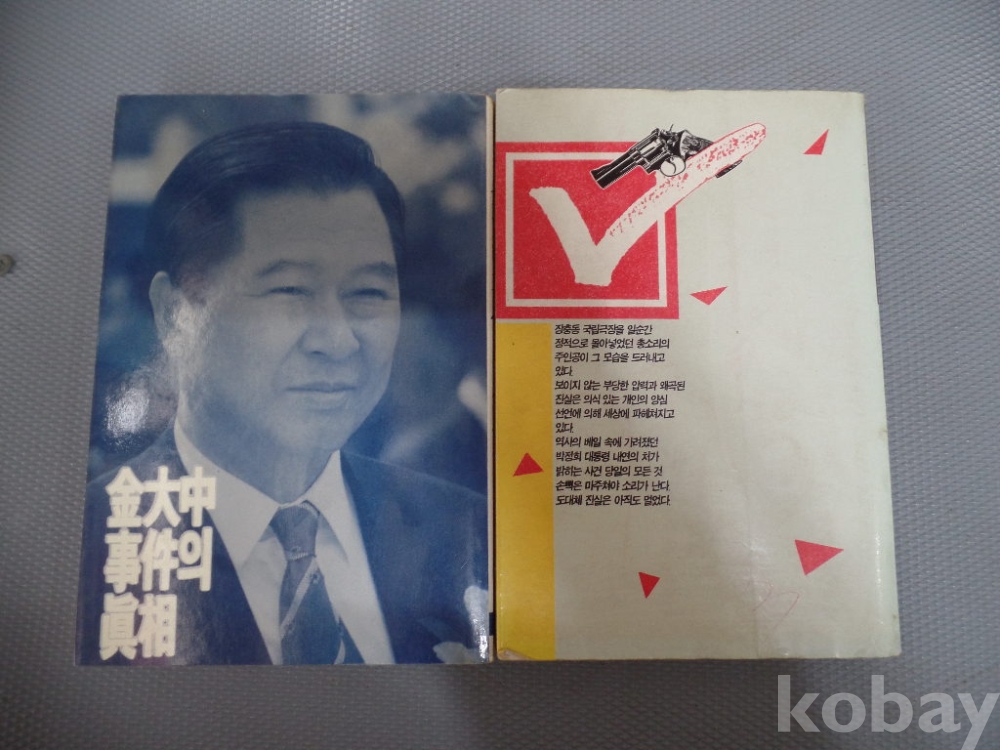 金大中
事件의
眞相
장충동 국립극장을 일순간
정적으로 몰아넣었던 총소리의
주인공이 그 모습을 드러내고
있다.
보이지 않는 부당한 압력과 왜곡된
진실은 의식 있는 개인의 양심
선언에 의해 세상에 파헤쳐지고
있다.
역사의 베일 속에 가려졌던
박정희 대통령 내연의 처가
밝히는 사건 당일의 모든 것
손뼉은 마주쳐야 소리가 난다.
도대체 진실은 아직도 멀었다.
kobay